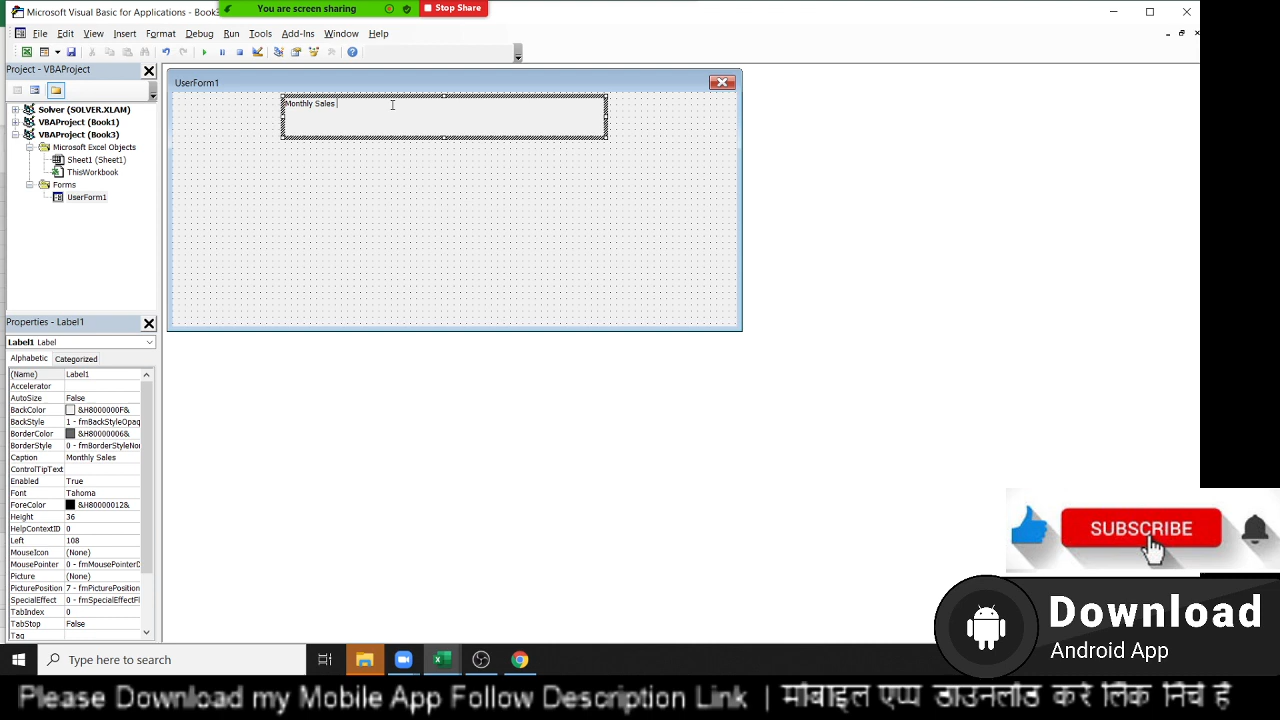 Microsoft Visual Basic for Applications - Book3
You are screen sharing
Stop Share
File Edit View Insert Format Debug Run Tools Add-Ins Window Help
Project - VBAProject
Solver (SOLVER.XLAM)
VBAProject (Book1)
VBAProject (Book3)
Microsoft Excel Objects
Sheet1 (Sheet1)
ThisWorkbook
Forms
UserForm1
UserForm1
Monthly Sales
Properties - Label1
Label1 Label
Alphabetic Categorized
(Name) Label1
Accelerator
AutoSize False
BackColor &H8000000F&
BackStyle 1 - fmBackStyleOpaq
BorderColor &H80000006&
BorderStyle 0 - fmBorderStyleNor
Caption Monthly Sales
ControlTipText
Enabled True
Font Tahoma
ForeColor &H80000012&
Height 36
HelpContextID 0
Left 108
MouseIcon (None)
MousePointer 0 - fmMousePointerD
Picture (None)
PicturePosition 7 - fmPicturePosition
SpecialEffect 0 - fmSpecialEffectFl
TabIndex 0
TabStop False
Tag
SUBSCRIBE
Download
Android App
Type here to search
Please Download my Mobile App Follow Description Link | मोबाइल एप्प डाउनलोड करे लिंक निचे है